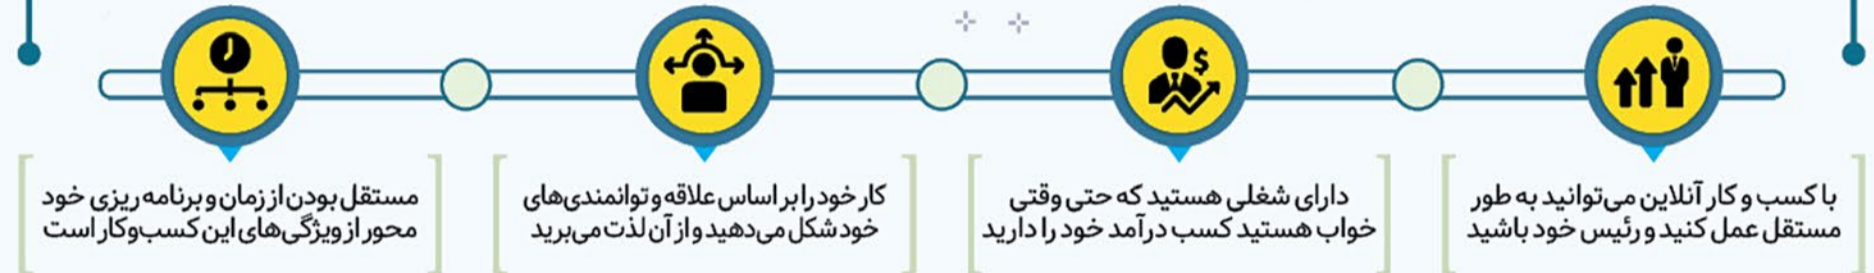 با کسب و کار آنلاین می‌توانید به طور
مستقل عمل کنید و رئیس خود باشید
دارای شغلی هستید که حتی وقتی
خواب هستید کسب درآمد خود را دارید
کار خود را بر اساس علاقه و توانمندی‌های
خود شکل می‌دهید و از آن لذت می‌برید
مستقل بودن از زمان و برنامه ریزی خود
محور از ویژگی‌های این کسب‌وکار است